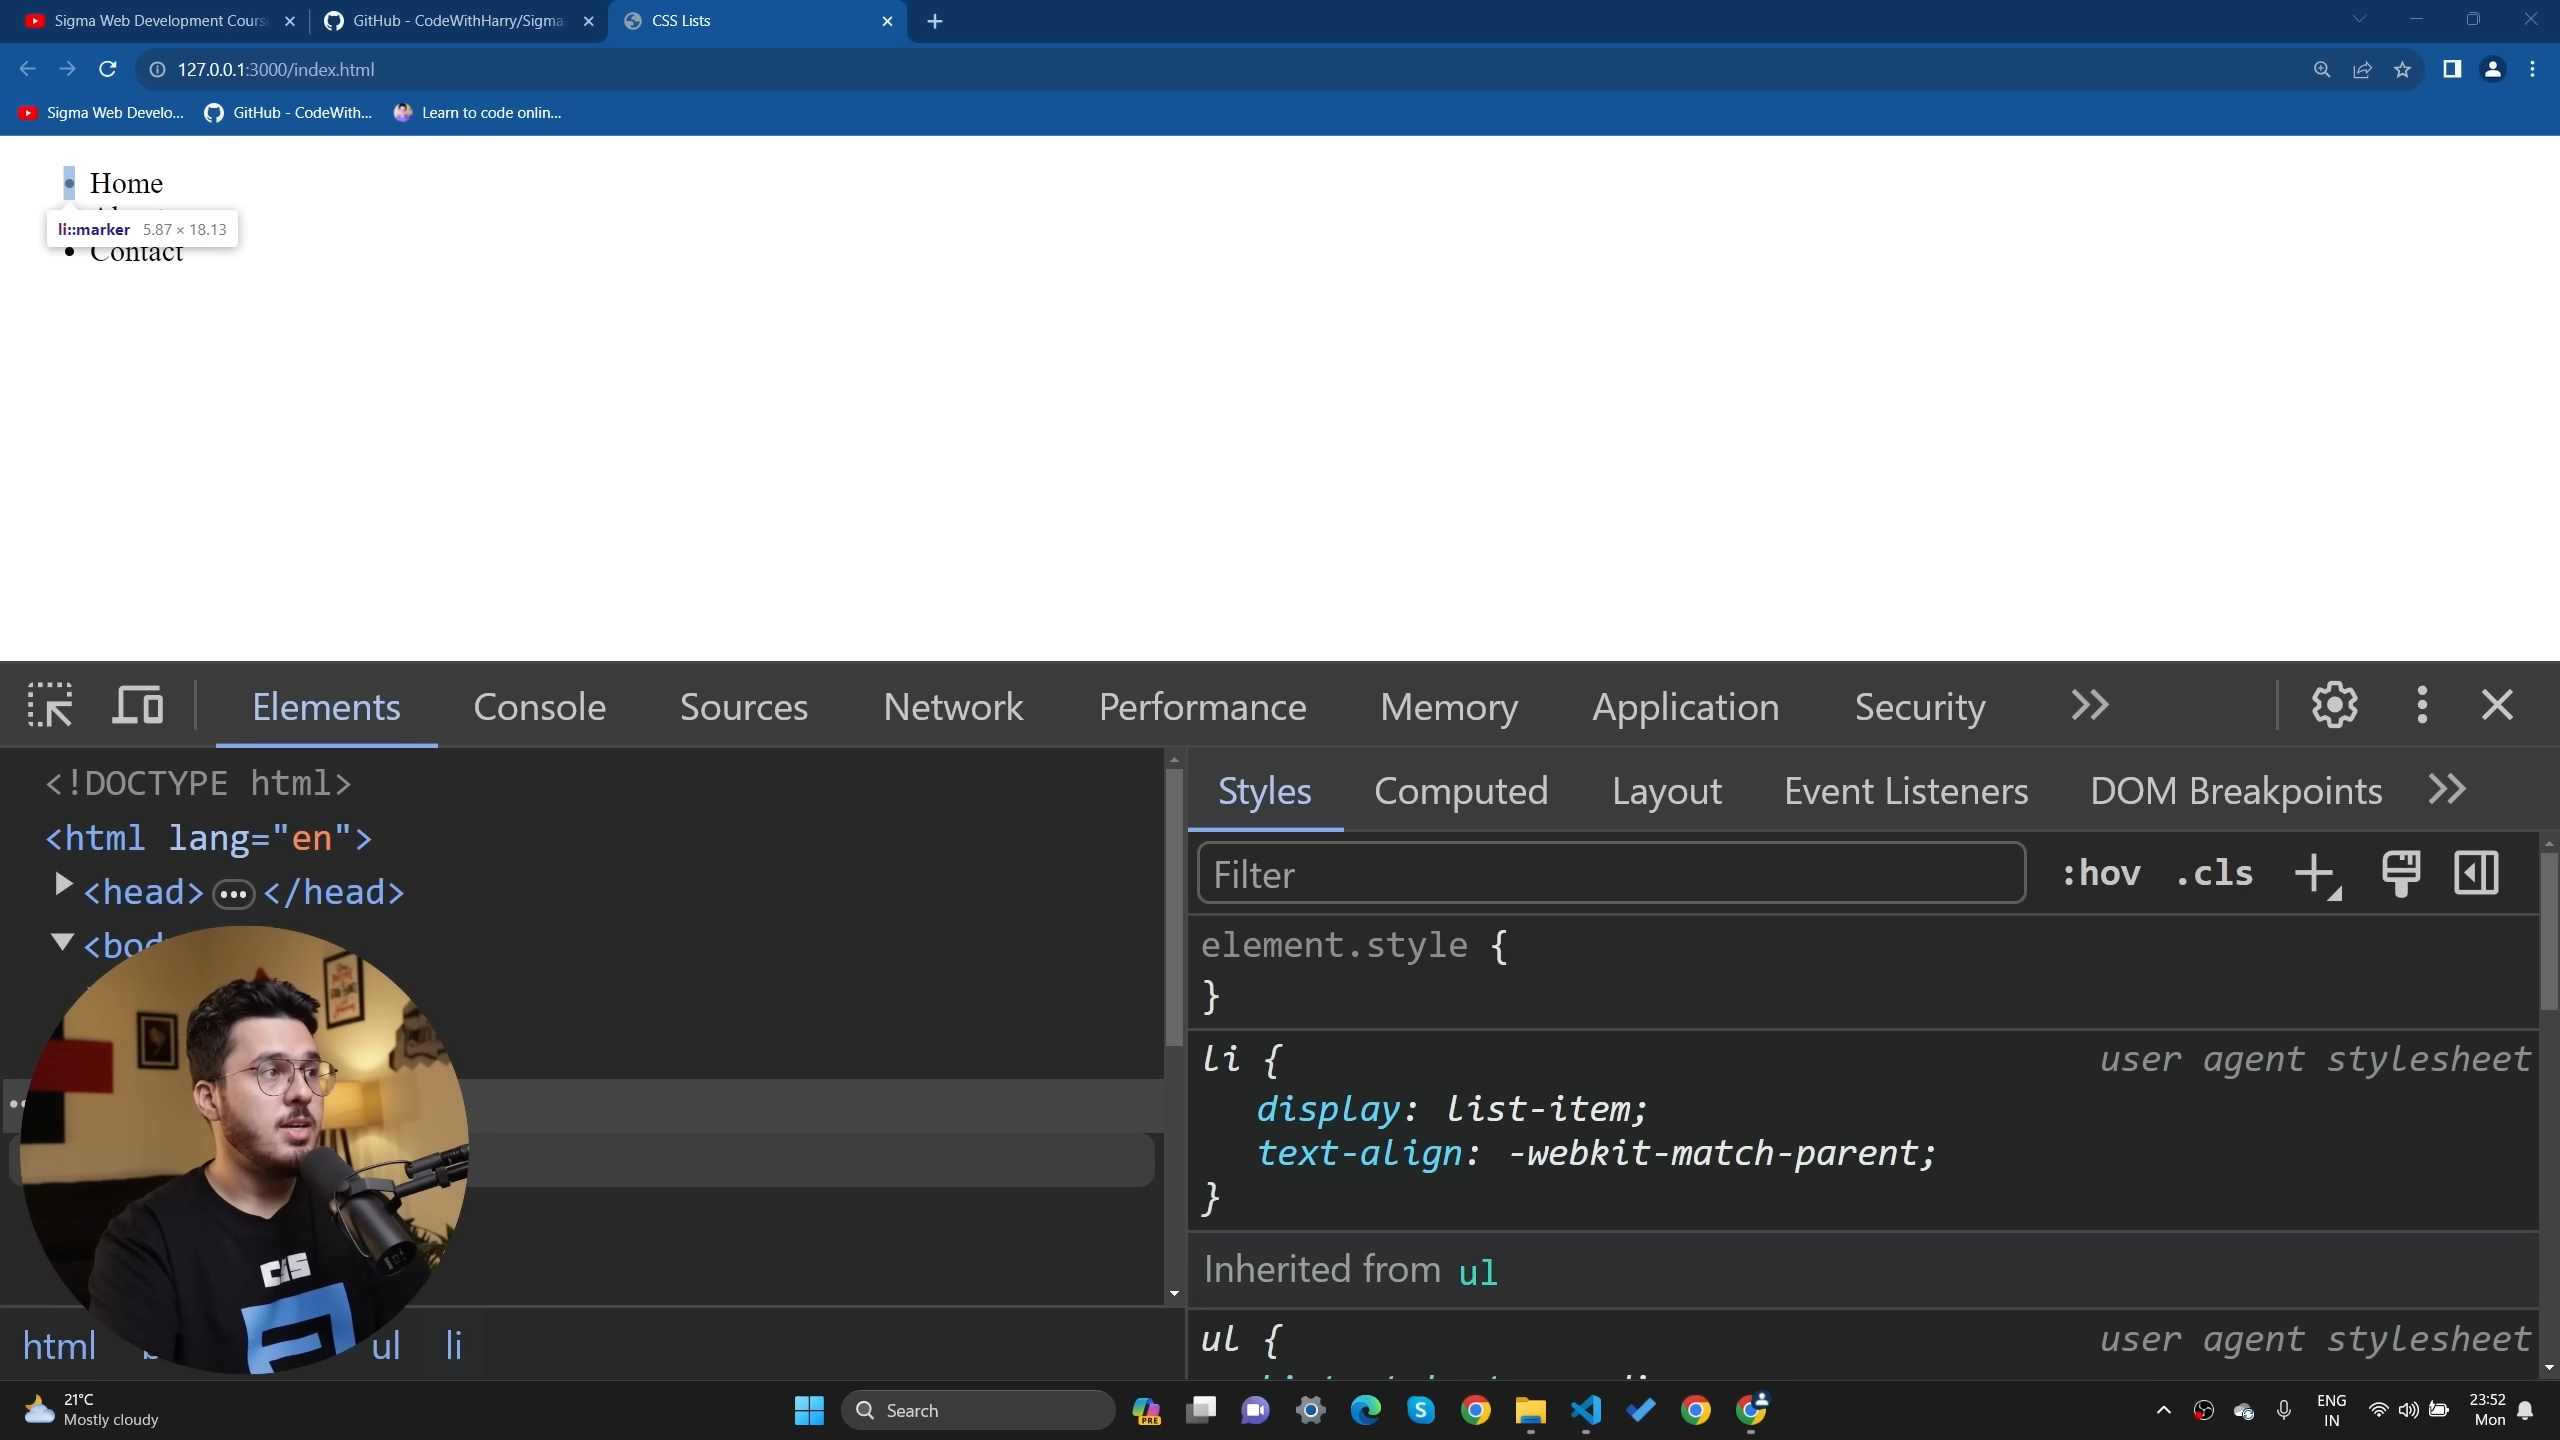 Sigma Web Development Cours
GitHub - CodeWithHarry/Sigma
CSS Lists
127.0.0.1:3000/index.html
Sigma Web Develo...
GitHub - CodeWith...
Learn to code onlin...
• Home
li::marker 5.87 × 18.13
• Contact
Elements
Console
Sources
Network
Performance
Memory
Application
Security
<!DOCTYPE html>
<html lang="en">
<head> ••• </head>
<bod
html
ul
li
Styles
Computed
Layout
Event Listeners
DOM Breakpoints
Filter
:hov
.cls
element.style {
}
li {
user agent stylesheet
display: list-item;
text-align: -webkit-match-parent;
}
Inherited from ul
ul {
user agent stylesheet
21°C
Mostly cloudy
Search
PRE
ENG
IN
23:52
Mon